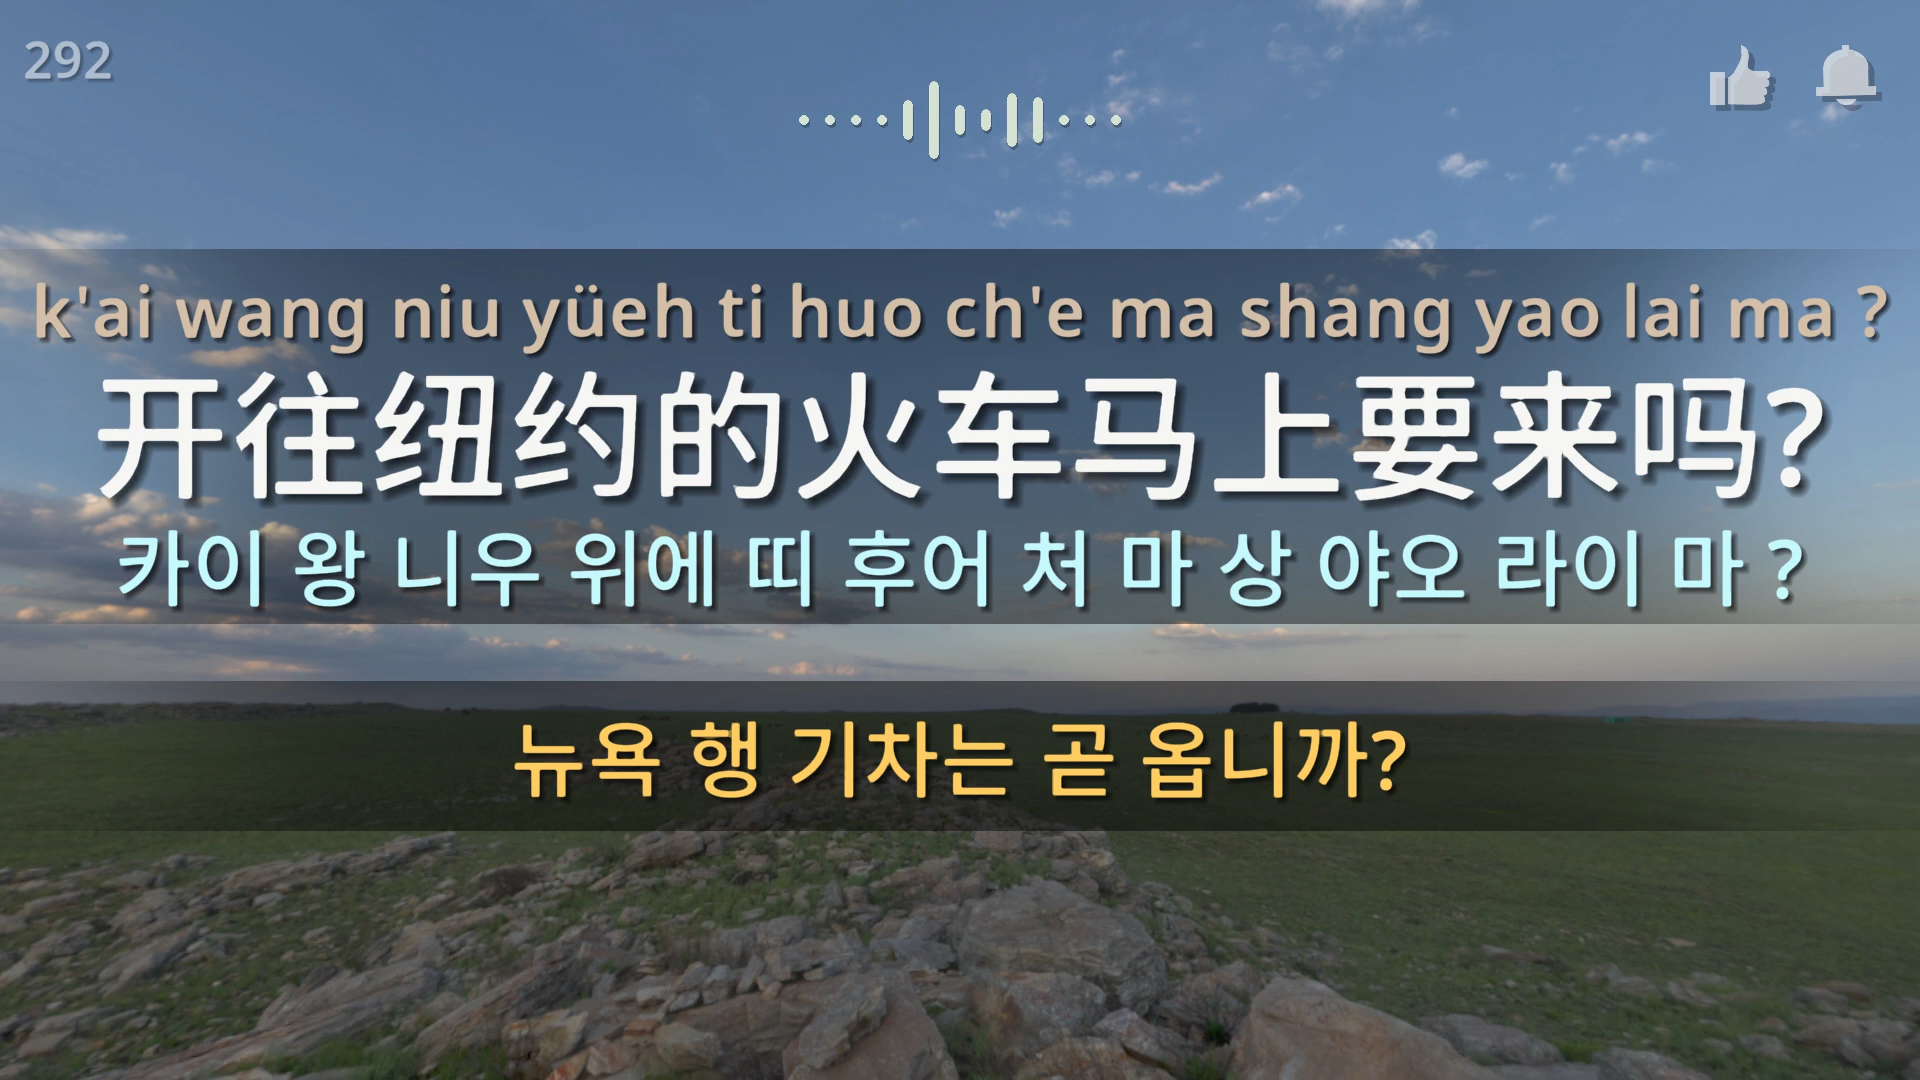 292
k'ai wang niu yüeh ti huo ch'e ma shang yao lai ma ?
开往纽约的火车马上要来吗?
카이 왕 니우 위에 띠 후어 처 마 상 야오 라이 마 ?
뉴욕 행 기차는 곧 옵니까?